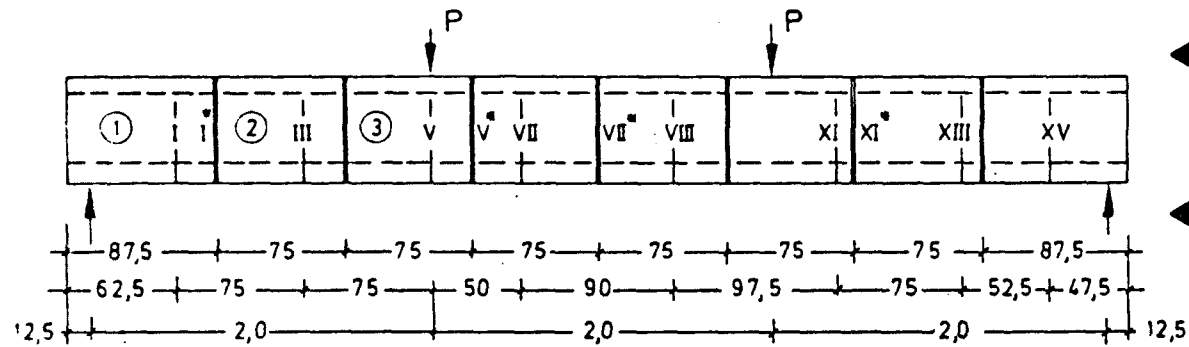 P P
① I I* ② III ③ V V* VII VII* VIII XI XI* XIII XV
87,5 75 75 75 75 75 75 87,5
62,5 75 75 50 90 97,5 75 52,5 47,5
12,5 2,0 2,0 2,0 12,5